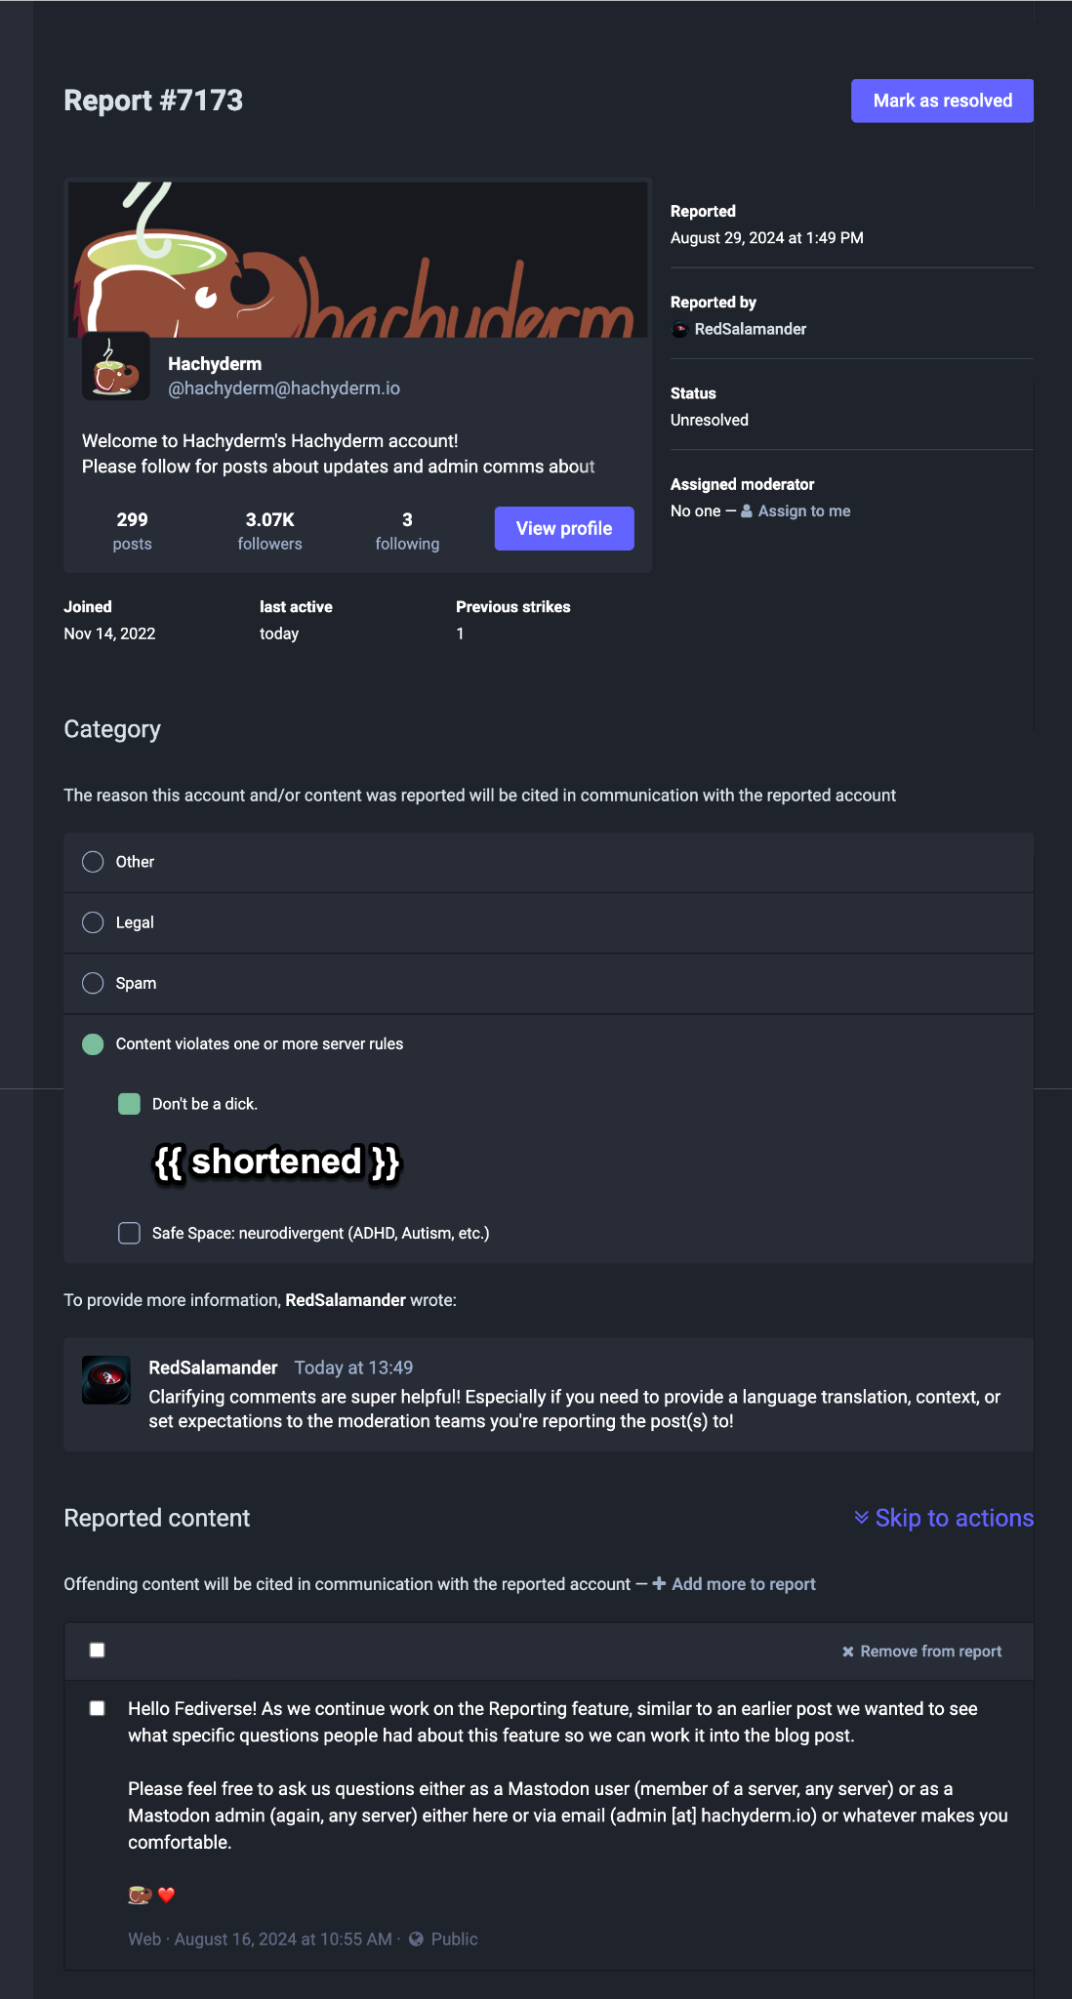 Report #7173
Mark as resolved
hachyderm
Hachyderm
@hachyderm@hachyderm.io
Welcome to Hachyderm's Hachyderm account!
Please follow for posts about updates and admin comms about
299
posts
3.07K
followers
3
following
View profile
Reported
August 29, 2024 at 1:49 PM
Reported by
RedSalamander
Status
Unresolved
Assigned moderator
No one — Assign to me
Joined
Nov 14, 2022
last active
today
Previous strikes
1
Category
The reason this account and/or content was reported will be cited in communication with the reported account
Other
Legal
Spam
Content violates one or more server rules
Don't be a dick.
{{ shortened }}
Safe Space: neurodivergent (ADHD, Autism, etc.)
To provide more information, RedSalamander wrote:
RedSalamander Today at 13:49
Clarifying comments are super helpful! Especially if you need to provide a language translation, context, or
set expectations to the moderation teams you're reporting the post(s) to!
Reported content
Skip to actions
Offending content will be cited in communication with the reported account — + Add more to report
Remove from report
Hello Fediverse! As we continue work on the Reporting feature, similar to an earlier post we wanted to see
what specific questions people had about this feature so we can work it into the blog post.
Please feel free to ask us questions either as a Mastodon user (member of a server, any server) or as a
Mastodon admin (again, any server) either here or via email (admin [at] hachyderm.io) or whatever makes you
comfortable.
Web · August 16, 2024 at 10:55 AM · Public